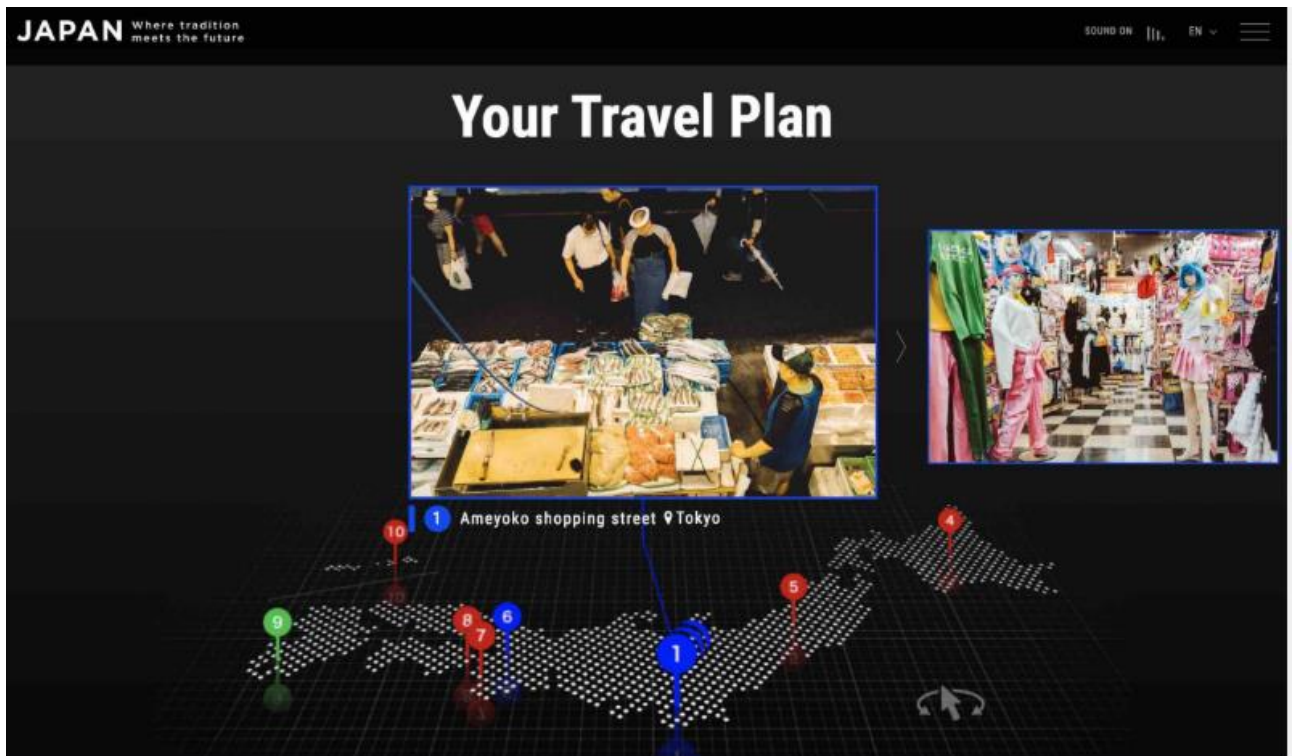 JAPAN Where tradition
meets the future
SOUND ON
EN
Your Travel Plan
1 Ameyoko shopping street Tokyo
10
4
5
9
8
7
6
1